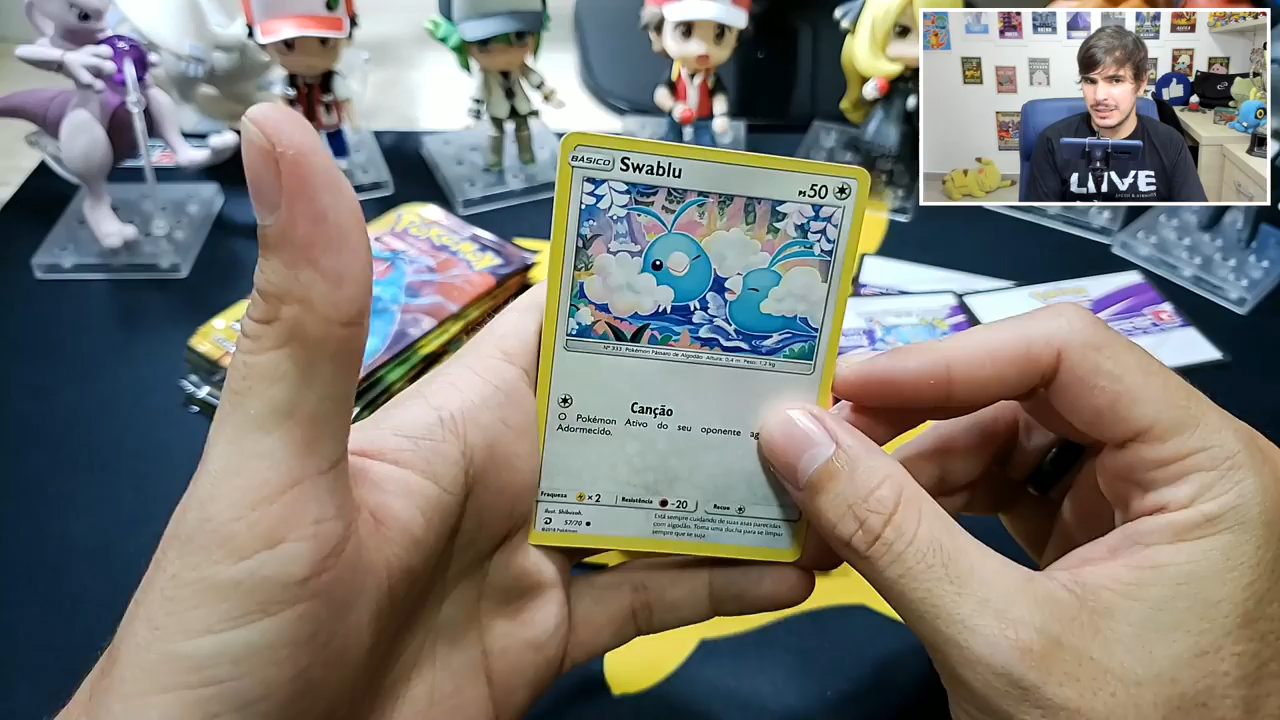 BÁSICO Swablu PS 50
Nº 333 Pokémon Pássaro de Algodão Altura: 0,4 m Peso: 1,2 kg
Canção
O Pokémon Ativo do seu oponente
Adormecido.
Fraqueza ×2 Resistência -20 Recuo
Ilust. Shibuzoh.
57/70
©2018 Pokémon
Está sempre cuidando de suas asas parecidas
com algodão. Toma uma ducha para se limpar
sempre que se suja.
POKÉMON